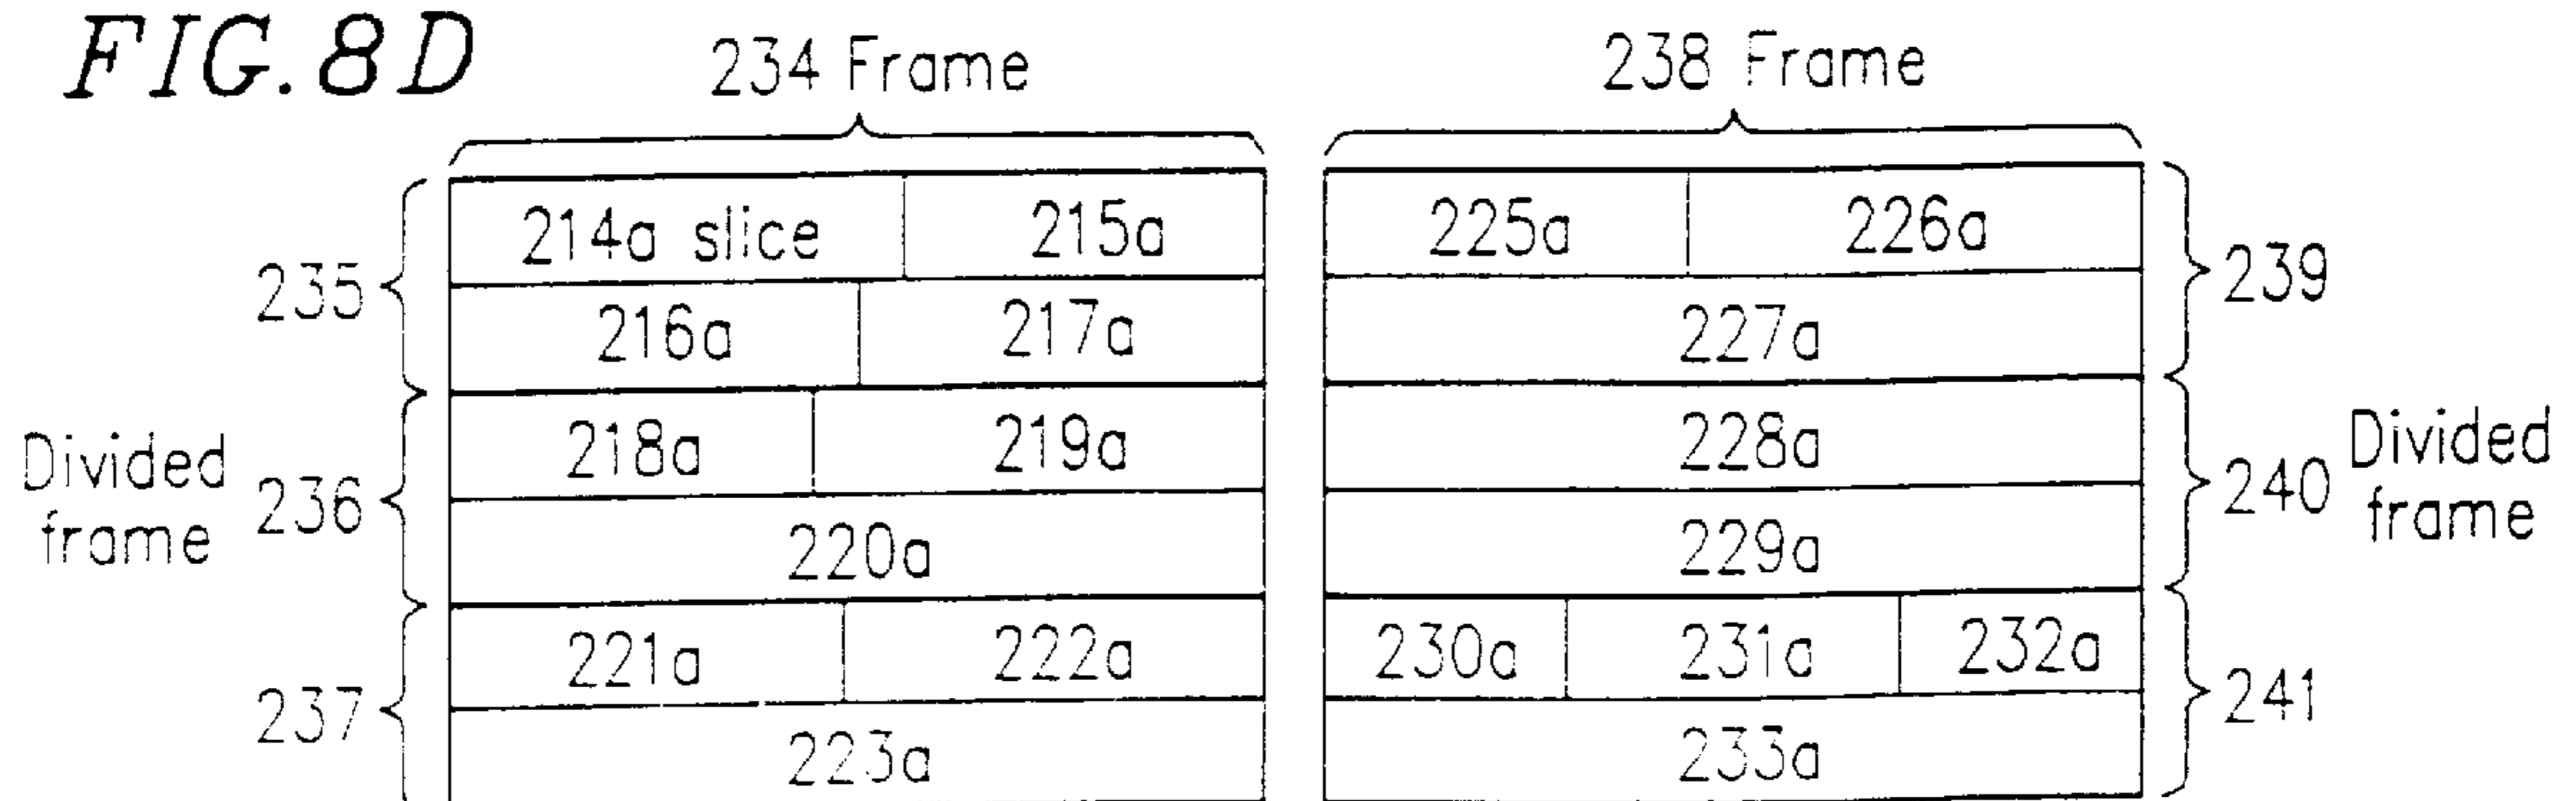 FIG. 8D
234 Frame
238 Frame
214a slice 215a
225a 226a
235
239
216a 217a
227a
218a 219a
228a
Divided
frame
236
240
Divided
frame
220a
229a
221a 222a
230a 231a 232a
237
241
223a
233a